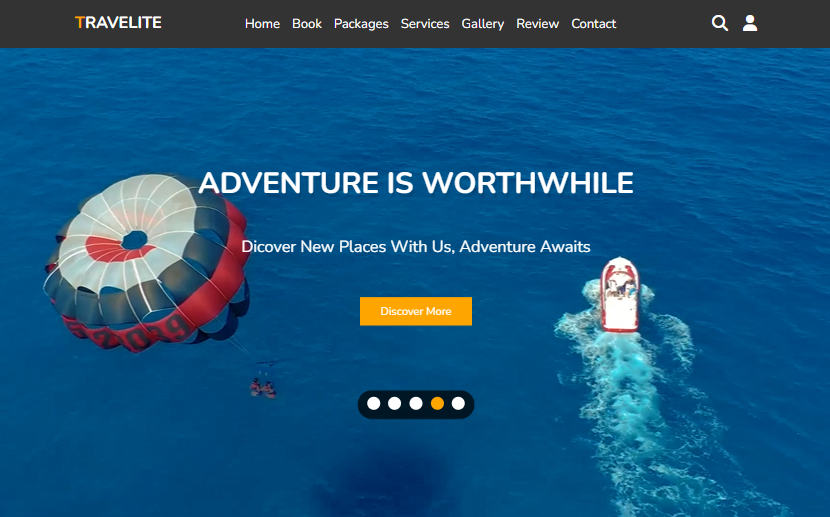 TRAVELITE
Home Book Packages Services Gallery Review Contact
ADVENTURE IS WORTHWHILE
Dicover New Places With Us, Adventure Awaits
Discover More